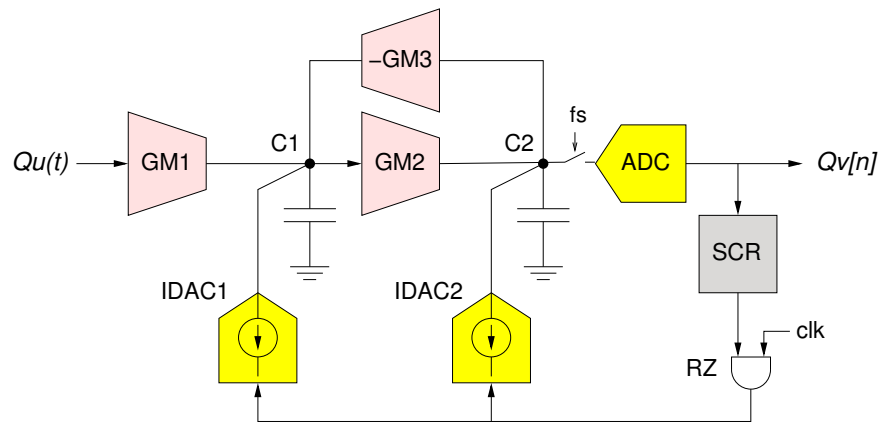 −GM3
fs
C1
C2
Qu(t)
GM1
GM2
ADC
Qv[n]
SCR
IDAC1
IDAC2
clk
RZ